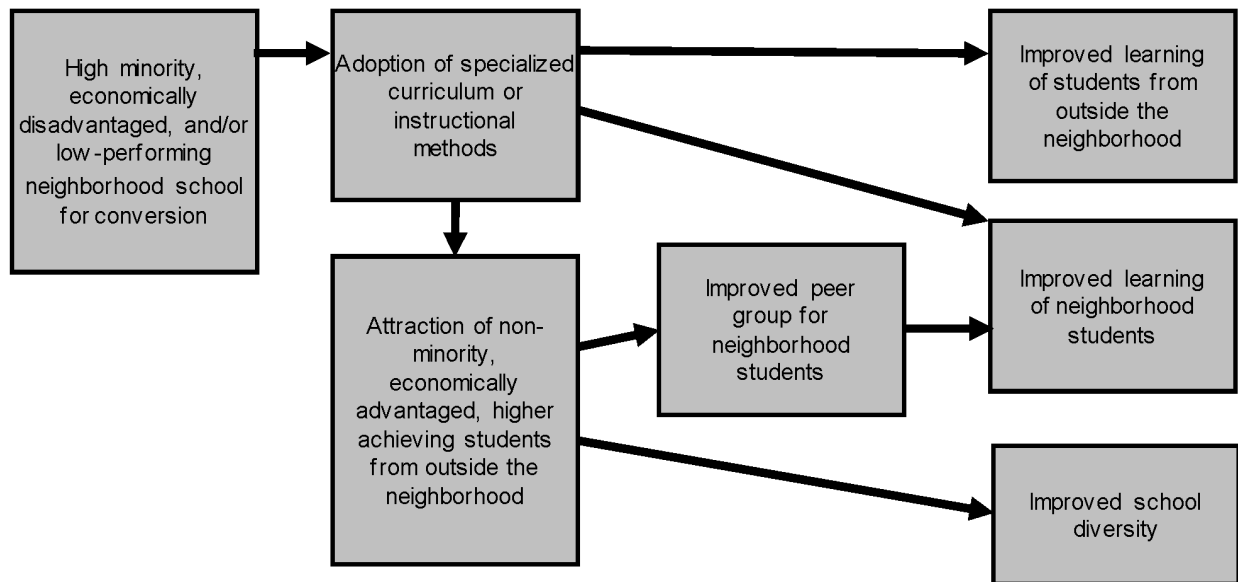 High minority,
economically
disadvantaged, and/or
low-performing
neighborhood school
for conversion
Adoption of specialized
curriculum or
instructional
methods
Improved learning
of students from
outside the
neighborhood
Attraction of non-
minority,
economically
advantaged, higher
achieving students
from outside the
neighborhood
Improved peer
group for
neighborhood
students
Improved learning
of neighborhood
students
Improved school
diversity